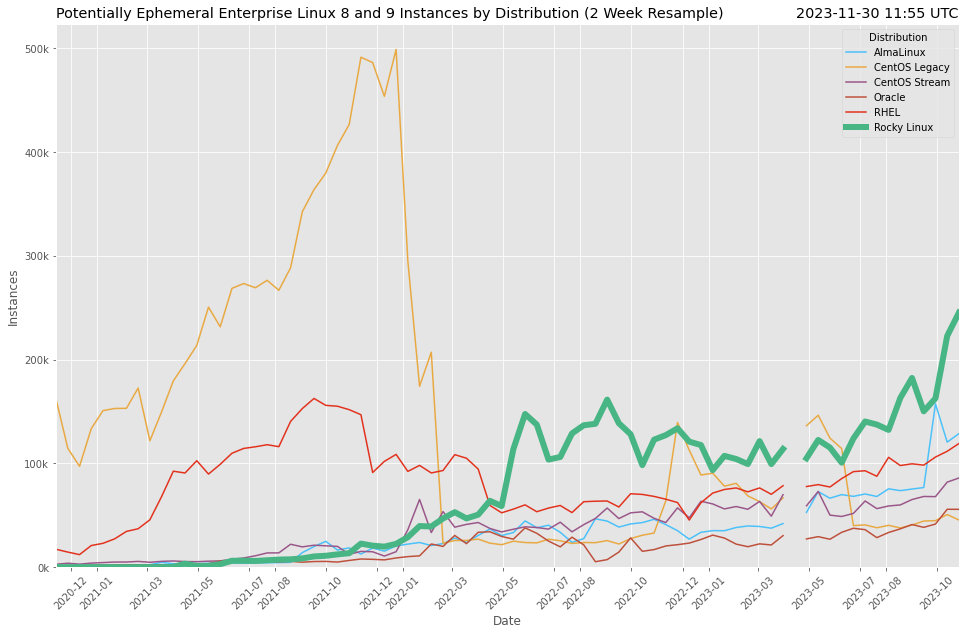 Potentially Ephemeral Enterprise Linux 8 and 9 Instances by Distribution (2 Week Resample) 2023-11-30 11:55 UTC
Distribution
AlmaLinux
CentOS Legacy
CentOS Stream
Oracle
RHEL
Rocky Linux
500k
400k
300k
200k
100k
0k
Instances
2020-12 2021-01 2021-03 2021-05 2021-07 2021-08 2021-10 2021-12 2022-01 2022-03 2022-05 2022-07 2022-08 2022-10 2022-12 2023-01 2023-03 2023-05 2023-07 2023-08 2023-10
Date